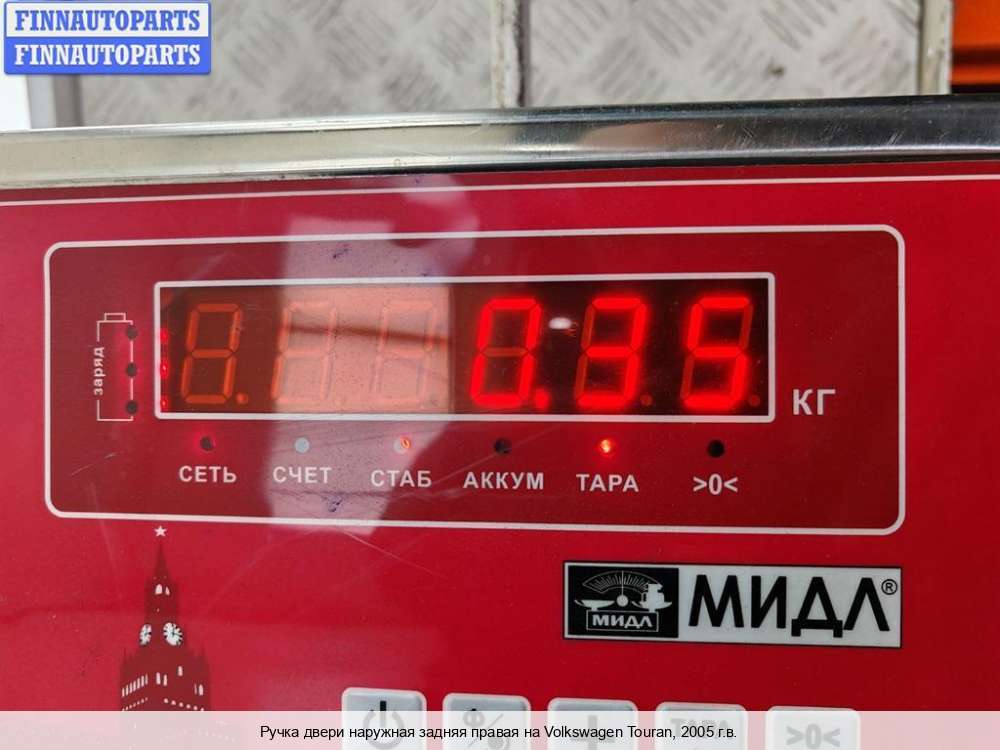 FINNAUTOPARTS
FINNAUTOPARTS
заряд
0.35
КГ
СЕТЬ СЧЕТ СТАБ АККУМ ТАРА >0<
МИДЛ МИДЛ®
ТАРА >0<
Ручка двери наружная задняя правая на Volkswagen Touran, 2005 г.в.